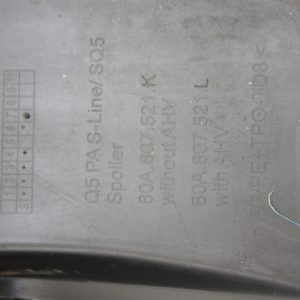 Q5 PA S-Line/ SQ5
Spoiler
80A.807.521 K
without AHV
80A.807.521 L
with AHV